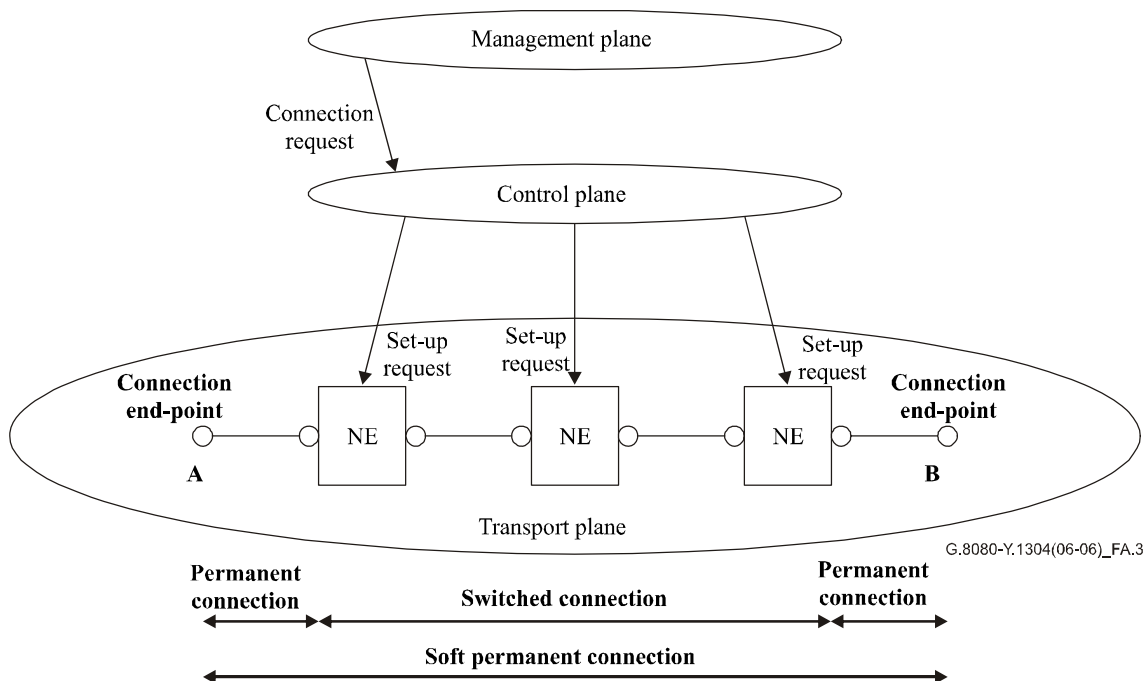 Management plane
Connection
request
Control plane
Set-up
request
Set-up
request
Set-up
request
Connection
end-point
Connection
end-point
NE
NE
NE
A
B
Transport plane
G.8080-Y.1304(06-06)_FA.3
Permanent
connection
Switched connection
Permanent
connection
Soft permanent connection